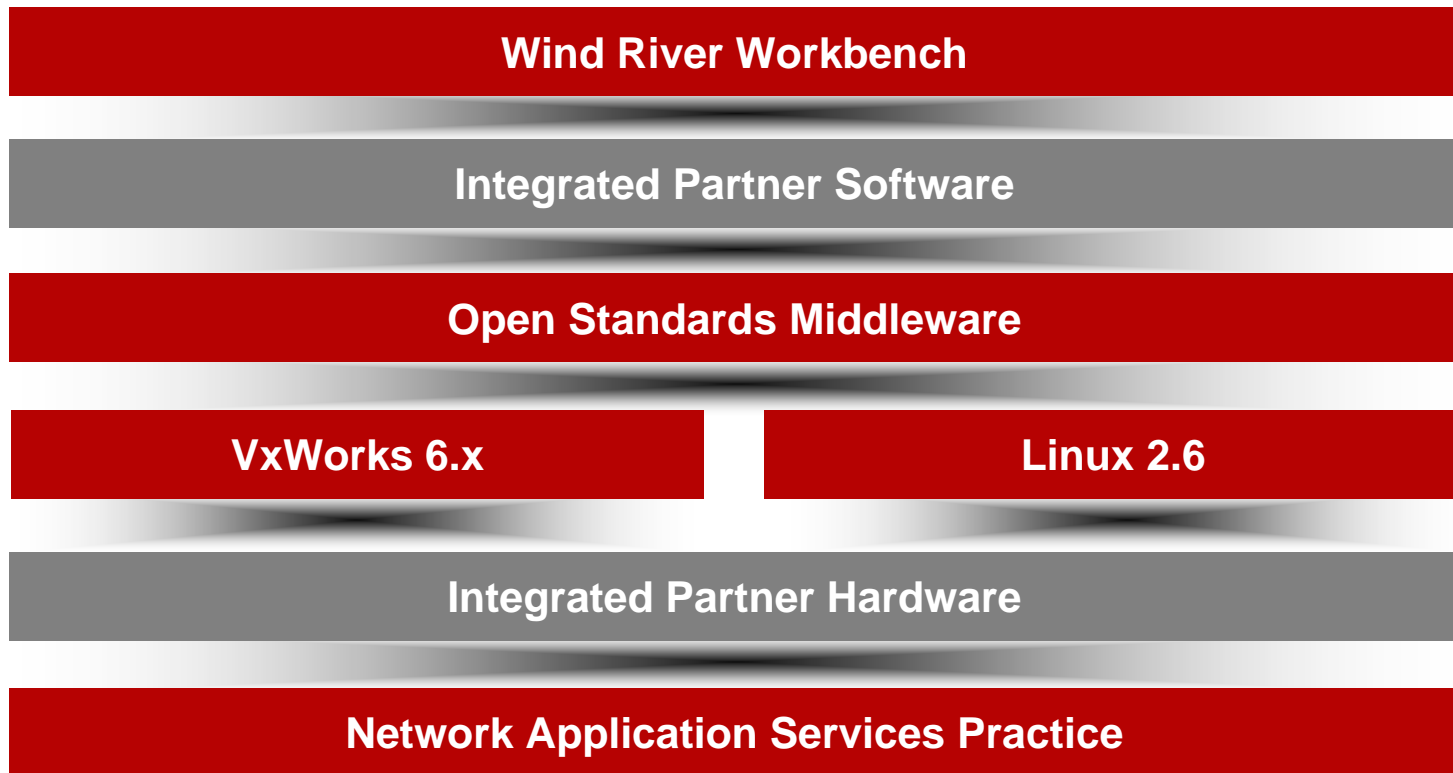 Wind River Workbench
Integrated Partner Software
Open Standards Middleware
VxWorks 6.x
Linux 2.6
Integrated Partner Hardware
Network Application Services Practice